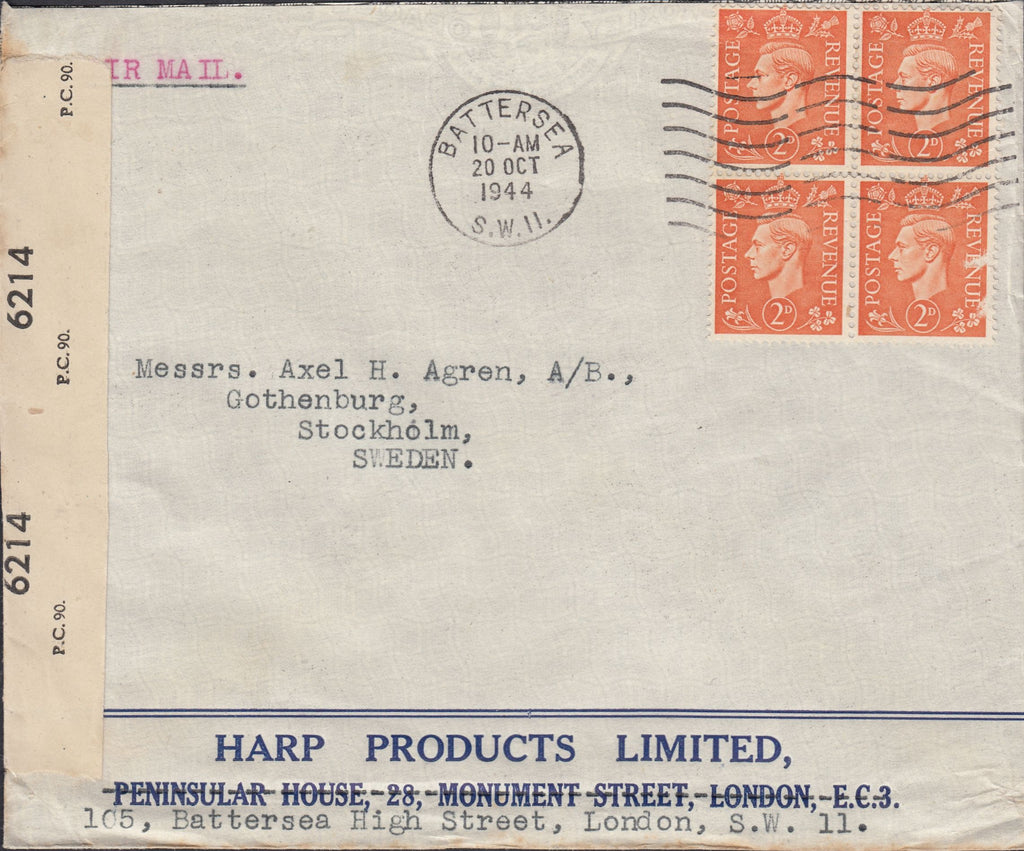 IR MAIL.
P.C. 90.
6214
P.C. 90.
6214
P.C. 90.
BATTERSEA
10-AM
20 OCT
1944
S.W.11.
POSTAGE REVENUE
2D
POSTAGE REVENUE
2D
POSTAGE REVENUE
2D
POSTAGE REVENUE
2D
Messrs. Axel H. Agren, A/B.,
Gothenburg,
Stockholm,
SWEDEN.
HARP PRODUCTS LIMITED,
PENINSULAR HOUSE, 28, MONUMENT STREET, LONDON, E.C.3.
105, Battersea High Street, London, S.W. 11.